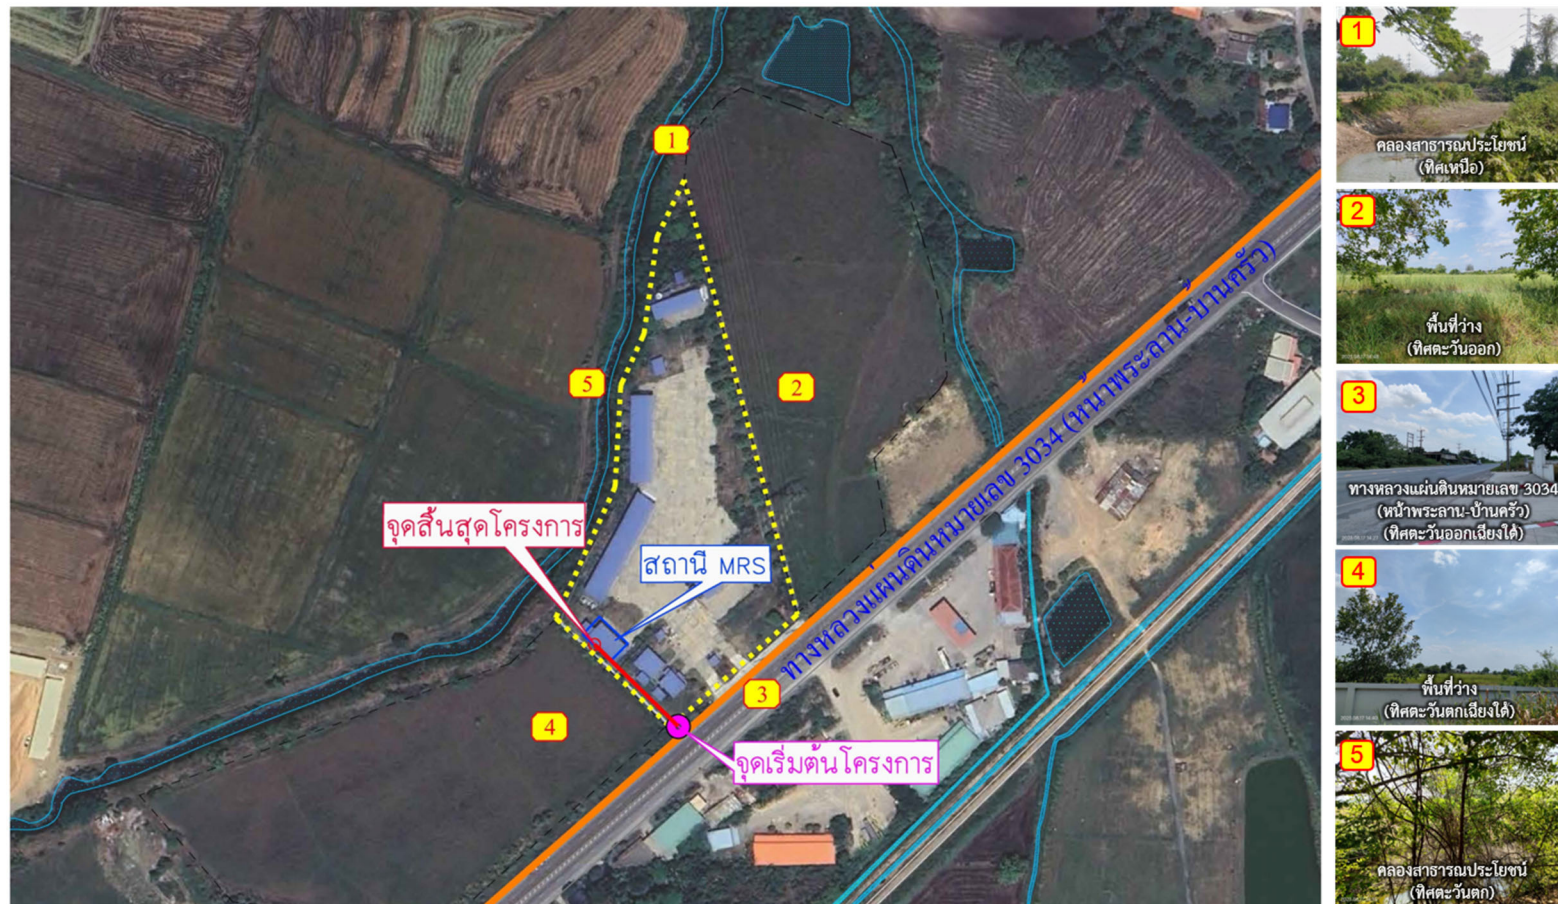 1
2
3
4
5
จุดสิ้นสุดโครงการ
สถานี MRS
จุดเริ่มต้นโครงการ
ทางหลวงแผ่นดินหมายเลข 3034 (หน้าพระลาน-บ้านครัว)
1
คลองสาธารณประโยชน์
(ทิศเหนือ)
2
พื้นที่ว่าง
(ทิศตะวันออก)
3
ทางหลวงแผ่นดินหมายเลข 3034
(หน้าพระลาน-บ้านครัว)
(ทิศตะวันออกเฉียงใต้)
4
พื้นที่ว่าง
(ทิศตะวันตกเฉียงใต้)
5
คลองสาธารณประโยชน์
(ทิศตะวันตก)